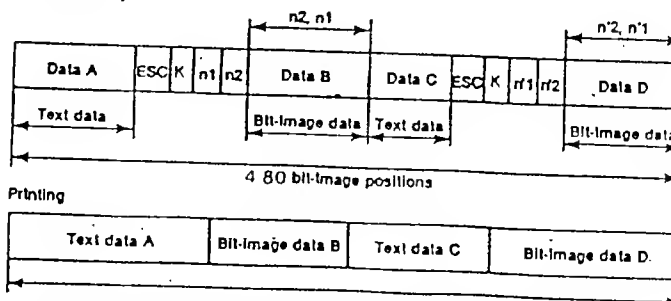 n2, n1 n'2, n'1
Data A ESC K n1 n2 Data B Data C ESC K n'1 n'2 Data D
Text data Bit-Image data Text data Bit-Image data
4 80 bit-Image positions
Printing
Text data A Bit-Image data B Text data C Bit-Image data D.